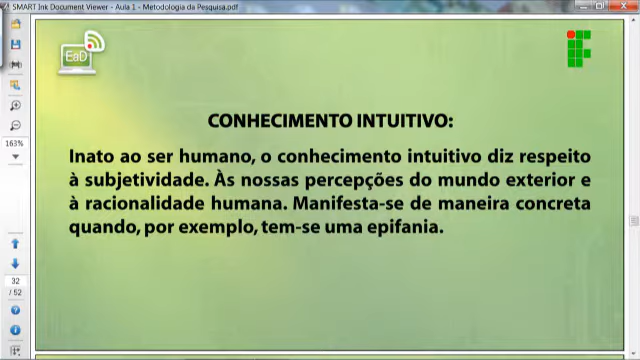 SMART Ink Document Viewer - Aula 1 - Metodologia da Pesquisa.pdf
EaD
CONHECIMENTO INTUITIVO:
Inato ao ser humano, o conhecimento intuitivo diz respeito
à subjetividade. Às nossas percepções do mundo exterior e
à racionalidade humana. Manifesta-se de maneira concreta
quando, por exemplo, tem-se uma epifania.
163%
32
/ 52